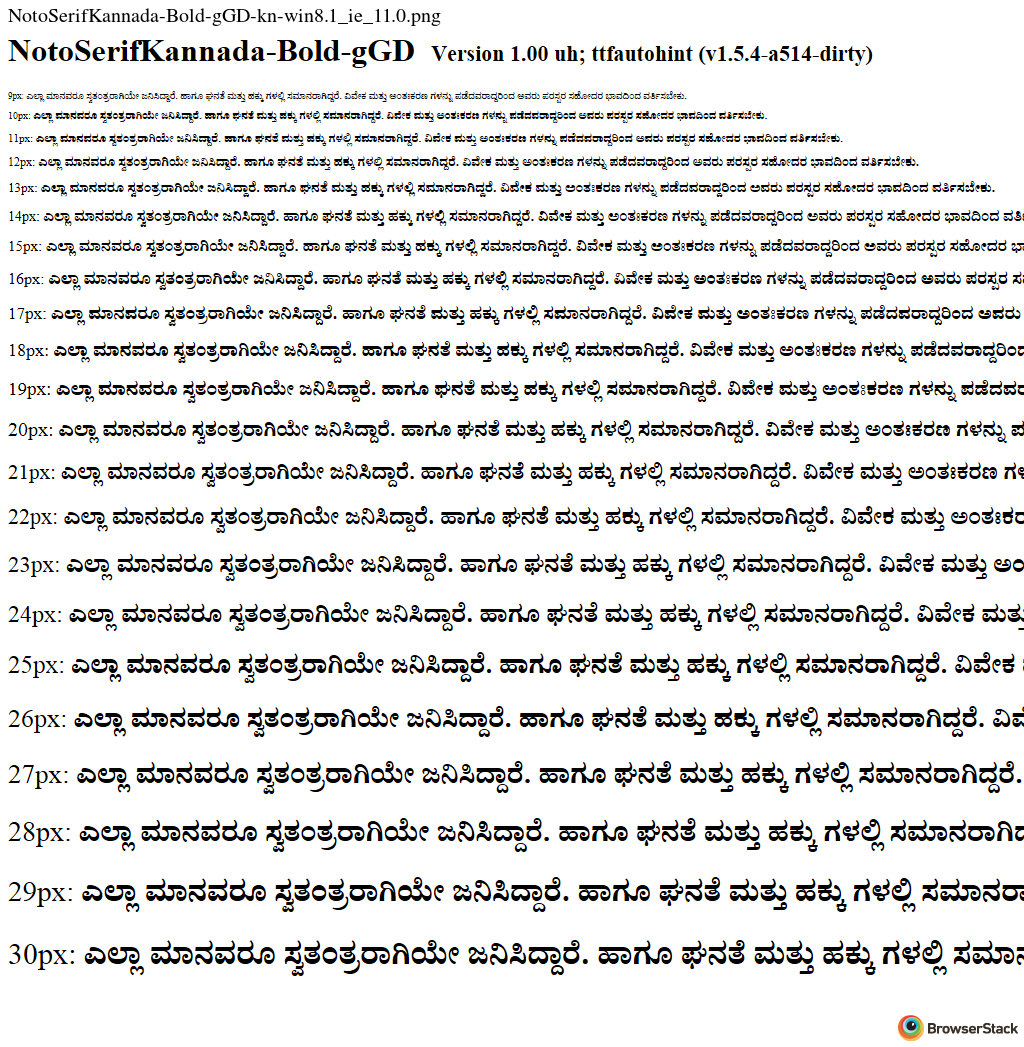 NotoSerifKannada-Bold-gGD-kn-win8.1_ie_11.0.png
NotoSerifKannada-Bold-gGD Version 1.00 uh; ttfautohint (v1.5.4-a514-dirty)
9px: ಎಲ್ಲಾ ಮಾನವರೂ ಸ್ವತಂತ್ರರಾಗಿಯೇ ಜನಿಸಿದ್ದಾರೆ. ಹಾಗೂ ಘನತೆ ಮತ್ತು ಹಕ್ಕು ಗಳಲ್ಲಿ ಸಮಾನರಾಗಿದ್ದರೆ. ವಿವೇಕ ಮತ್ತು ಅಂತಃಕರಣ ಗಳನ್ನು ಪಡೆದವರಾದ್ದರಿಂದ ಅವರು ಪರಸ್ಪರ ಸಹೋದರ ಭಾವದಿಂದ ವರ್ತಿಸಬೇಕು.
10px: ಎಲ್ಲಾ ಮಾನವರೂ ಸ್ವತಂತ್ರರಾಗಿಯೇ ಜನಿಸಿದ್ದಾರೆ. ಹಾಗೂ ಘನತೆ ಮತ್ತು ಹಕ್ಕು ಗಳಲ್ಲಿ ಸಮಾನರಾಗಿದ್ದರೆ. ವಿವೇಕ ಮತ್ತು ಅಂತಃಕರಣ ಗಳನ್ನು ಪಡೆದವರಾದ್ದರಿಂದ ಅವರು ಪರಸ್ಪರ ಸಹೋದರ ಭಾವದಿಂದ ವರ್ತಿಸಬೇಕು.
11px: ಎಲ್ಲಾ ಮಾನವರೂ ಸ್ವತಂತ್ರರಾಗಿಯೇ ಜನಿಸಿದ್ದಾರೆ. ಹಾಗೂ ಘನತೆ ಮತ್ತು ಹಕ್ಕು ಗಳಲ್ಲಿ ಸಮಾನರಾಗಿದ್ದರೆ. ವಿವೇಕ ಮತ್ತು ಅಂತಃಕರಣ ಗಳನ್ನು ಪಡೆದವರಾದ್ದರಿಂದ ಅವರು ಪರಸ್ಪರ ಸಹೋದರ ಭಾವದಿಂದ ವರ್ತಿಸಬೇಕು.
12px: ಎಲ್ಲಾ ಮಾನವರೂ ಸ್ವತಂತ್ರರಾಗಿಯೇ ಜನಿಸಿದ್ದಾರೆ. ಹಾಗೂ ಘನತೆ ಮತ್ತು ಹಕ್ಕು ಗಳಲ್ಲಿ ಸಮಾನರಾಗಿದ್ದರೆ. ವಿವೇಕ ಮತ್ತು ಅಂತಃಕರಣ ಗಳನ್ನು ಪಡೆದವರಾದ್ದರಿಂದ ಅವರು ಪರಸ್ಪರ ಸಹೋದರ ಭಾವದಿಂದ ವರ್ತಿಸಬೇಕು.
13px: ಎಲ್ಲಾ ಮಾನವರೂ ಸ್ವತಂತ್ರರಾಗಿಯೇ ಜನಿಸಿದ್ದಾರೆ. ಹಾಗೂ ಘನತೆ ಮತ್ತು ಹಕ್ಕು ಗಳಲ್ಲಿ ಸಮಾನರಾಗಿದ್ದರೆ. ವಿವೇಕ ಮತ್ತು ಅಂತಃಕರಣ ಗಳನ್ನು ಪಡೆದವರಾದ್ದರಿಂದ ಅವರು ಪರಸ್ಪರ ಸಹೋದರ ಭಾವದಿಂದ ವರ್ತಿಸಬೇಕು.
14px: ಎಲ್ಲಾ ಮಾನವರೂ ಸ್ವತಂತ್ರರಾಗಿಯೇ ಜನಿಸಿದ್ದಾರೆ. ಹಾಗೂ ಘನತೆ ಮತ್ತು ಹಕ್ಕು ಗಳಲ್ಲಿ ಸಮಾನರಾಗಿದ್ದರೆ. ವಿವೇಕ ಮತ್ತು ಅಂತಃಕರಣ ಗಳನ್ನು ಪಡೆದವರಾದ್ದರಿಂದ ಅವರು ಪರಸ್ಪರ ಸಹೋದರ ಭಾವದಿಂದ
15px: ಎಲ್ಲಾ ಮಾನವರೂ ಸ್ವತಂತ್ರರಾಗಿಯೇ ಜನಿಸಿದ್ದಾರೆ. ಹಾಗೂ ಘನತೆ ಮತ್ತು ಹಕ್ಕು ಗಳಲ್ಲಿ ಸಮಾನರಾಗಿದ್ದರೆ. ವಿವೇಕ ಮತ್ತು ಅಂತಃಕರಣ ಗಳನ್ನು ಪಡೆದವರಾದ್ದರಿಂದ ಅವರು ಪರಸ್ಪರ ಸಹೋದರ
16px: ಎಲ್ಲಾ ಮಾನವರೂ ಸ್ವತಂತ್ರರಾಗಿಯೇ ಜನಿಸಿದ್ದಾರೆ. ಹಾಗೂ ಘನತೆ ಮತ್ತು ಹಕ್ಕು ಗಳಲ್ಲಿ ಸಮಾನರಾಗಿದ್ದರೆ. ವಿವೇಕ ಮತ್ತು ಅಂತಃಕರಣ ಗಳನ್ನು ಪಡೆದವರಾದ್ದರಿಂದ ಅವರು ಪರಸ್ಪರ
17px: ಎಲ್ಲಾ ಮಾನವರೂ ಸ್ವತಂತ್ರರಾಗಿಯೇ ಜನಿಸಿದ್ದಾರೆ. ಹಾಗೂ ಘನತೆ ಮತ್ತು ಹಕ್ಕು ಗಳಲ್ಲಿ ಸಮಾನರಾಗಿದ್ದರೆ. ವಿವೇಕ ಮತ್ತು ಅಂತಃಕರಣ ಗಳನ್ನು ಪಡೆದವರಾದ್ದರಿಂದ ಅವರು
18px: ಎಲ್ಲಾ ಮಾನವರೂ ಸ್ವತಂತ್ರರಾಗಿಯೇ ಜನಿಸಿದ್ದಾರೆ. ಹಾಗೂ ಘನತೆ ಮತ್ತು ಹಕ್ಕು ಗಳಲ್ಲಿ ಸಮಾನರಾಗಿದ್ದರೆ. ವಿವೇಕ ಮತ್ತು ಅಂತಃಕರಣ ಗಳನ್ನು ಪಡೆದವರಾದ್ದರಿಂದ
19px: ಎಲ್ಲಾ ಮಾನವರೂ ಸ್ವತಂತ್ರರಾಗಿಯೇ ಜನಿಸಿದ್ದಾರೆ. ಹಾಗೂ ಘನತೆ ಮತ್ತು ಹಕ್ಕು ಗಳಲ್ಲಿ ಸಮಾನರಾಗಿದ್ದರೆ. ವಿವೇಕ ಮತ್ತು ಅಂತಃಕರಣ ಗಳನ್ನು ಪಡೆದವರ
20px: ಎಲ್ಲಾ ಮಾನವರೂ ಸ್ವತಂತ್ರರಾಗಿಯೇ ಜನಿಸಿದ್ದಾರೆ. ಹಾಗೂ ಘನತೆ ಮತ್ತು ಹಕ್ಕು ಗಳಲ್ಲಿ ಸಮಾನರಾಗಿದ್ದರೆ. ವಿವೇಕ ಮತ್ತು ಅಂತಃಕರಣ ಗಳನ್ನು ಪ
21px: ಎಲ್ಲಾ ಮಾನವರೂ ಸ್ವತಂತ್ರರಾಗಿಯೇ ಜನಿಸಿದ್ದಾರೆ. ಹಾಗೂ ಘನತೆ ಮತ್ತು ಹಕ್ಕು ಗಳಲ್ಲಿ ಸಮಾನರಾಗಿದ್ದರೆ. ವಿವೇಕ ಮತ್ತು ಅಂತಃಕರಣ ಗಳ
22px: ಎಲ್ಲಾ ಮಾನವರೂ ಸ್ವತಂತ್ರರಾಗಿಯೇ ಜನಿಸಿದ್ದಾರೆ. ಹಾಗೂ ಘನತೆ ಮತ್ತು ಹಕ್ಕು ಗಳಲ್ಲಿ ಸಮಾನರಾಗಿದ್ದರೆ. ವಿವೇಕ ಮತ್ತು ಅಂತಃಕರ
23px: ಎಲ್ಲಾ ಮಾನವರೂ ಸ್ವತಂತ್ರರಾಗಿಯೇ ಜನಿಸಿದ್ದಾರೆ. ಹಾಗೂ ಘನತೆ ಮತ್ತು ಹಕ್ಕು ಗಳಲ್ಲಿ ಸಮಾನರಾಗಿದ್ದರೆ. ವಿವೇಕ ಮತ್ತು ಅಂ
24px: ಎಲ್ಲಾ ಮಾನವರೂ ಸ್ವತಂತ್ರರಾಗಿಯೇ ಜನಿಸಿದ್ದಾರೆ. ಹಾಗೂ ಘನತೆ ಮತ್ತು ಹಕ್ಕು ಗಳಲ್ಲಿ ಸಮಾನರಾಗಿದ್ದರೆ. ವಿವೇಕ ಮತ್ತು
25px: ಎಲ್ಲಾ ಮಾನವರೂ ಸ್ವತಂತ್ರರಾಗಿಯೇ ಜನಿಸಿದ್ದಾರೆ. ಹಾಗೂ ಘನತೆ ಮತ್ತು ಹಕ್ಕು ಗಳಲ್ಲಿ ಸಮಾನರಾಗಿದ್ದರೆ. ವಿವೇಕ
26px: ಎಲ್ಲಾ ಮಾನವರೂ ಸ್ವತಂತ್ರರಾಗಿಯೇ ಜನಿಸಿದ್ದಾರೆ. ಹಾಗೂ ಘನತೆ ಮತ್ತು ಹಕ್ಕು ಗಳಲ್ಲಿ ಸಮಾನರಾಗಿದ್ದರೆ.
27px: ಎಲ್ಲಾ ಮಾನವರೂ ಸ್ವತಂತ್ರರಾಗಿಯೇ ಜನಿಸಿದ್ದಾರೆ. ಹಾಗೂ ಘನತೆ ಮತ್ತು ಹಕ್ಕು ಗಳಲ್ಲಿ ಸಮಾನರಾಗಿದ್ದರೆ.
28px: ಎಲ್ಲಾ ಮಾನವರೂ ಸ್ವತಂತ್ರರಾಗಿಯೇ ಜನಿಸಿದ್ದಾರೆ. ಹಾಗೂ ಘನತೆ ಮತ್ತು ಹಕ್ಕು ಗಳಲ್ಲಿ ಸಮಾನರಾಗಿ
29px: ಎಲ್ಲಾ ಮಾನವರೂ ಸ್ವತಂತ್ರರಾಗಿಯೇ ಜನಿಸಿದ್ದಾರೆ. ಹಾಗೂ ಘನತೆ ಮತ್ತು ಹಕ್ಕು ಗಳಲ್ಲಿ ಸಮಾನರಾ
30px: ಎಲ್ಲಾ ಮಾನವರೂ ಸ್ವತಂತ್ರರಾಗಿಯೇ ಜನಿಸಿದ್ದಾರೆ. ಹಾಗೂ ಘನತೆ ಮತ್ತು ಹಕ್ಕು ಗಳಲ್ಲಿ ಸಮಾನ
BrowserStack